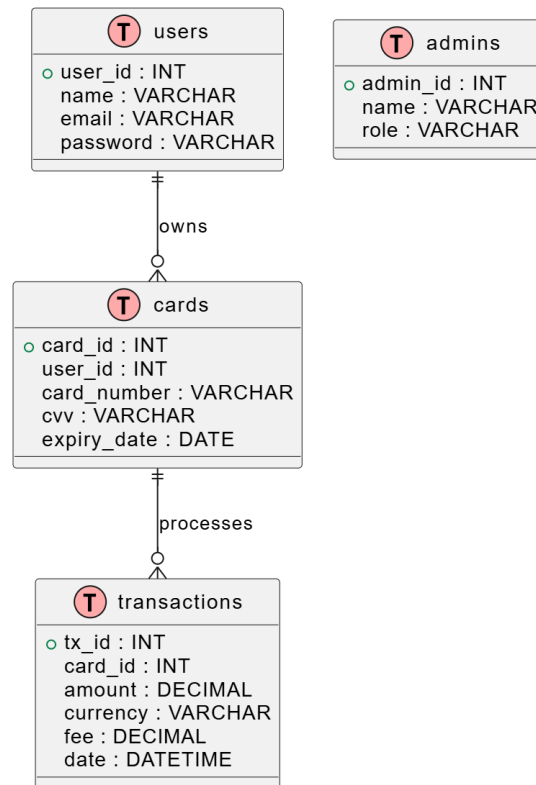 T users
user_id : INT
name : VARCHAR
email : VARCHAR
password : VARCHAR
T admins
admin_id : INT
name : VARCHAR
role : VARCHAR
owns
T cards
card_id : INT
user_id : INT
card_number : VARCHAR
cvv : VARCHAR
expiry_date : DATE
processes
T transactions
tx_id : INT
card_id : INT
amount : DECIMAL
currency : VARCHAR
fee : DECIMAL
date : DATETIME